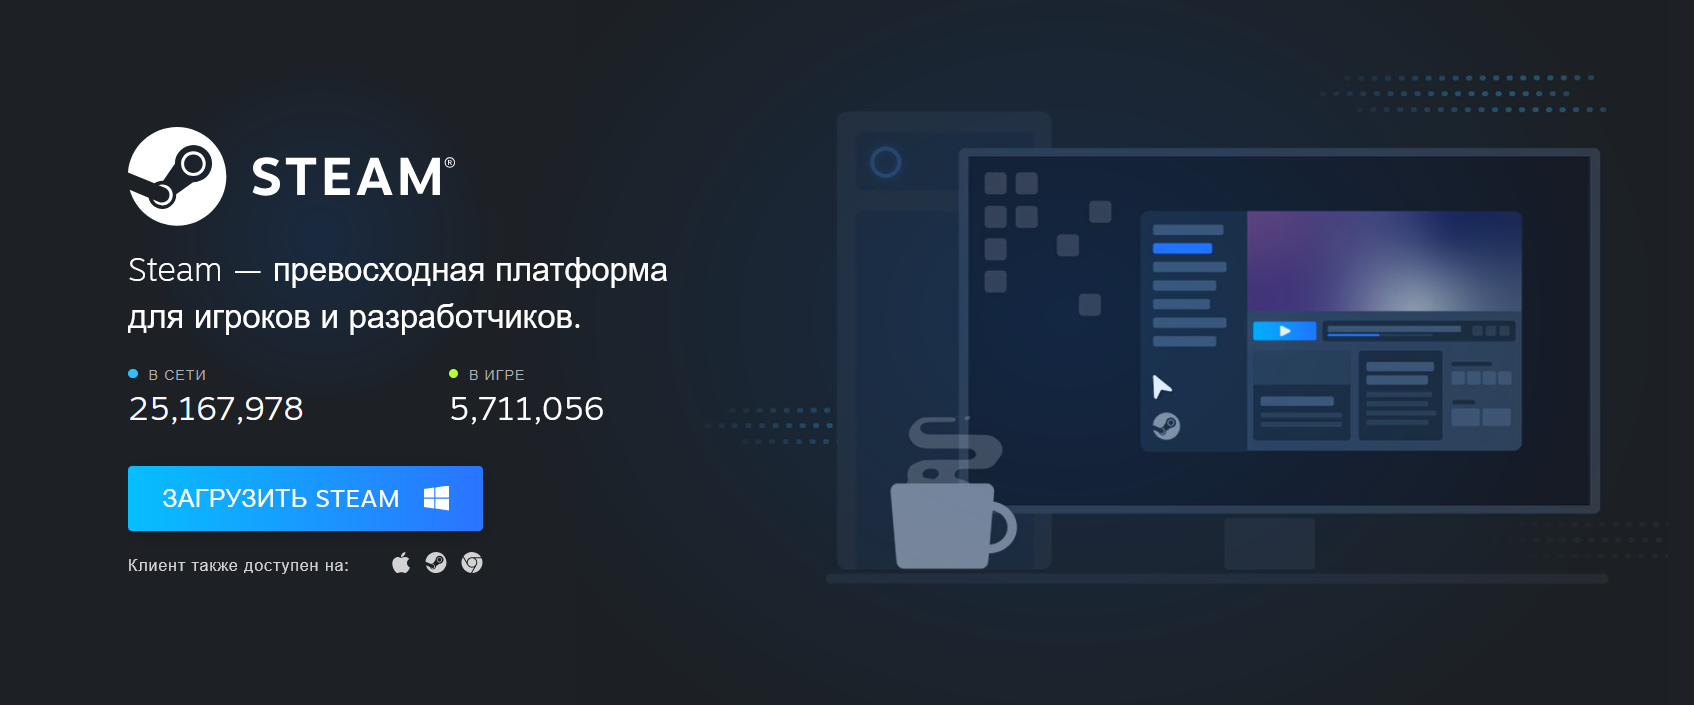 STEAM®
Steam — превосходная платформа
для игроков и разработчиков.
В СЕТИ
25,167,978
В ИГРЕ
5,711,056
ЗАГРУЗИТЬ STEAM
Клиент также доступен на: